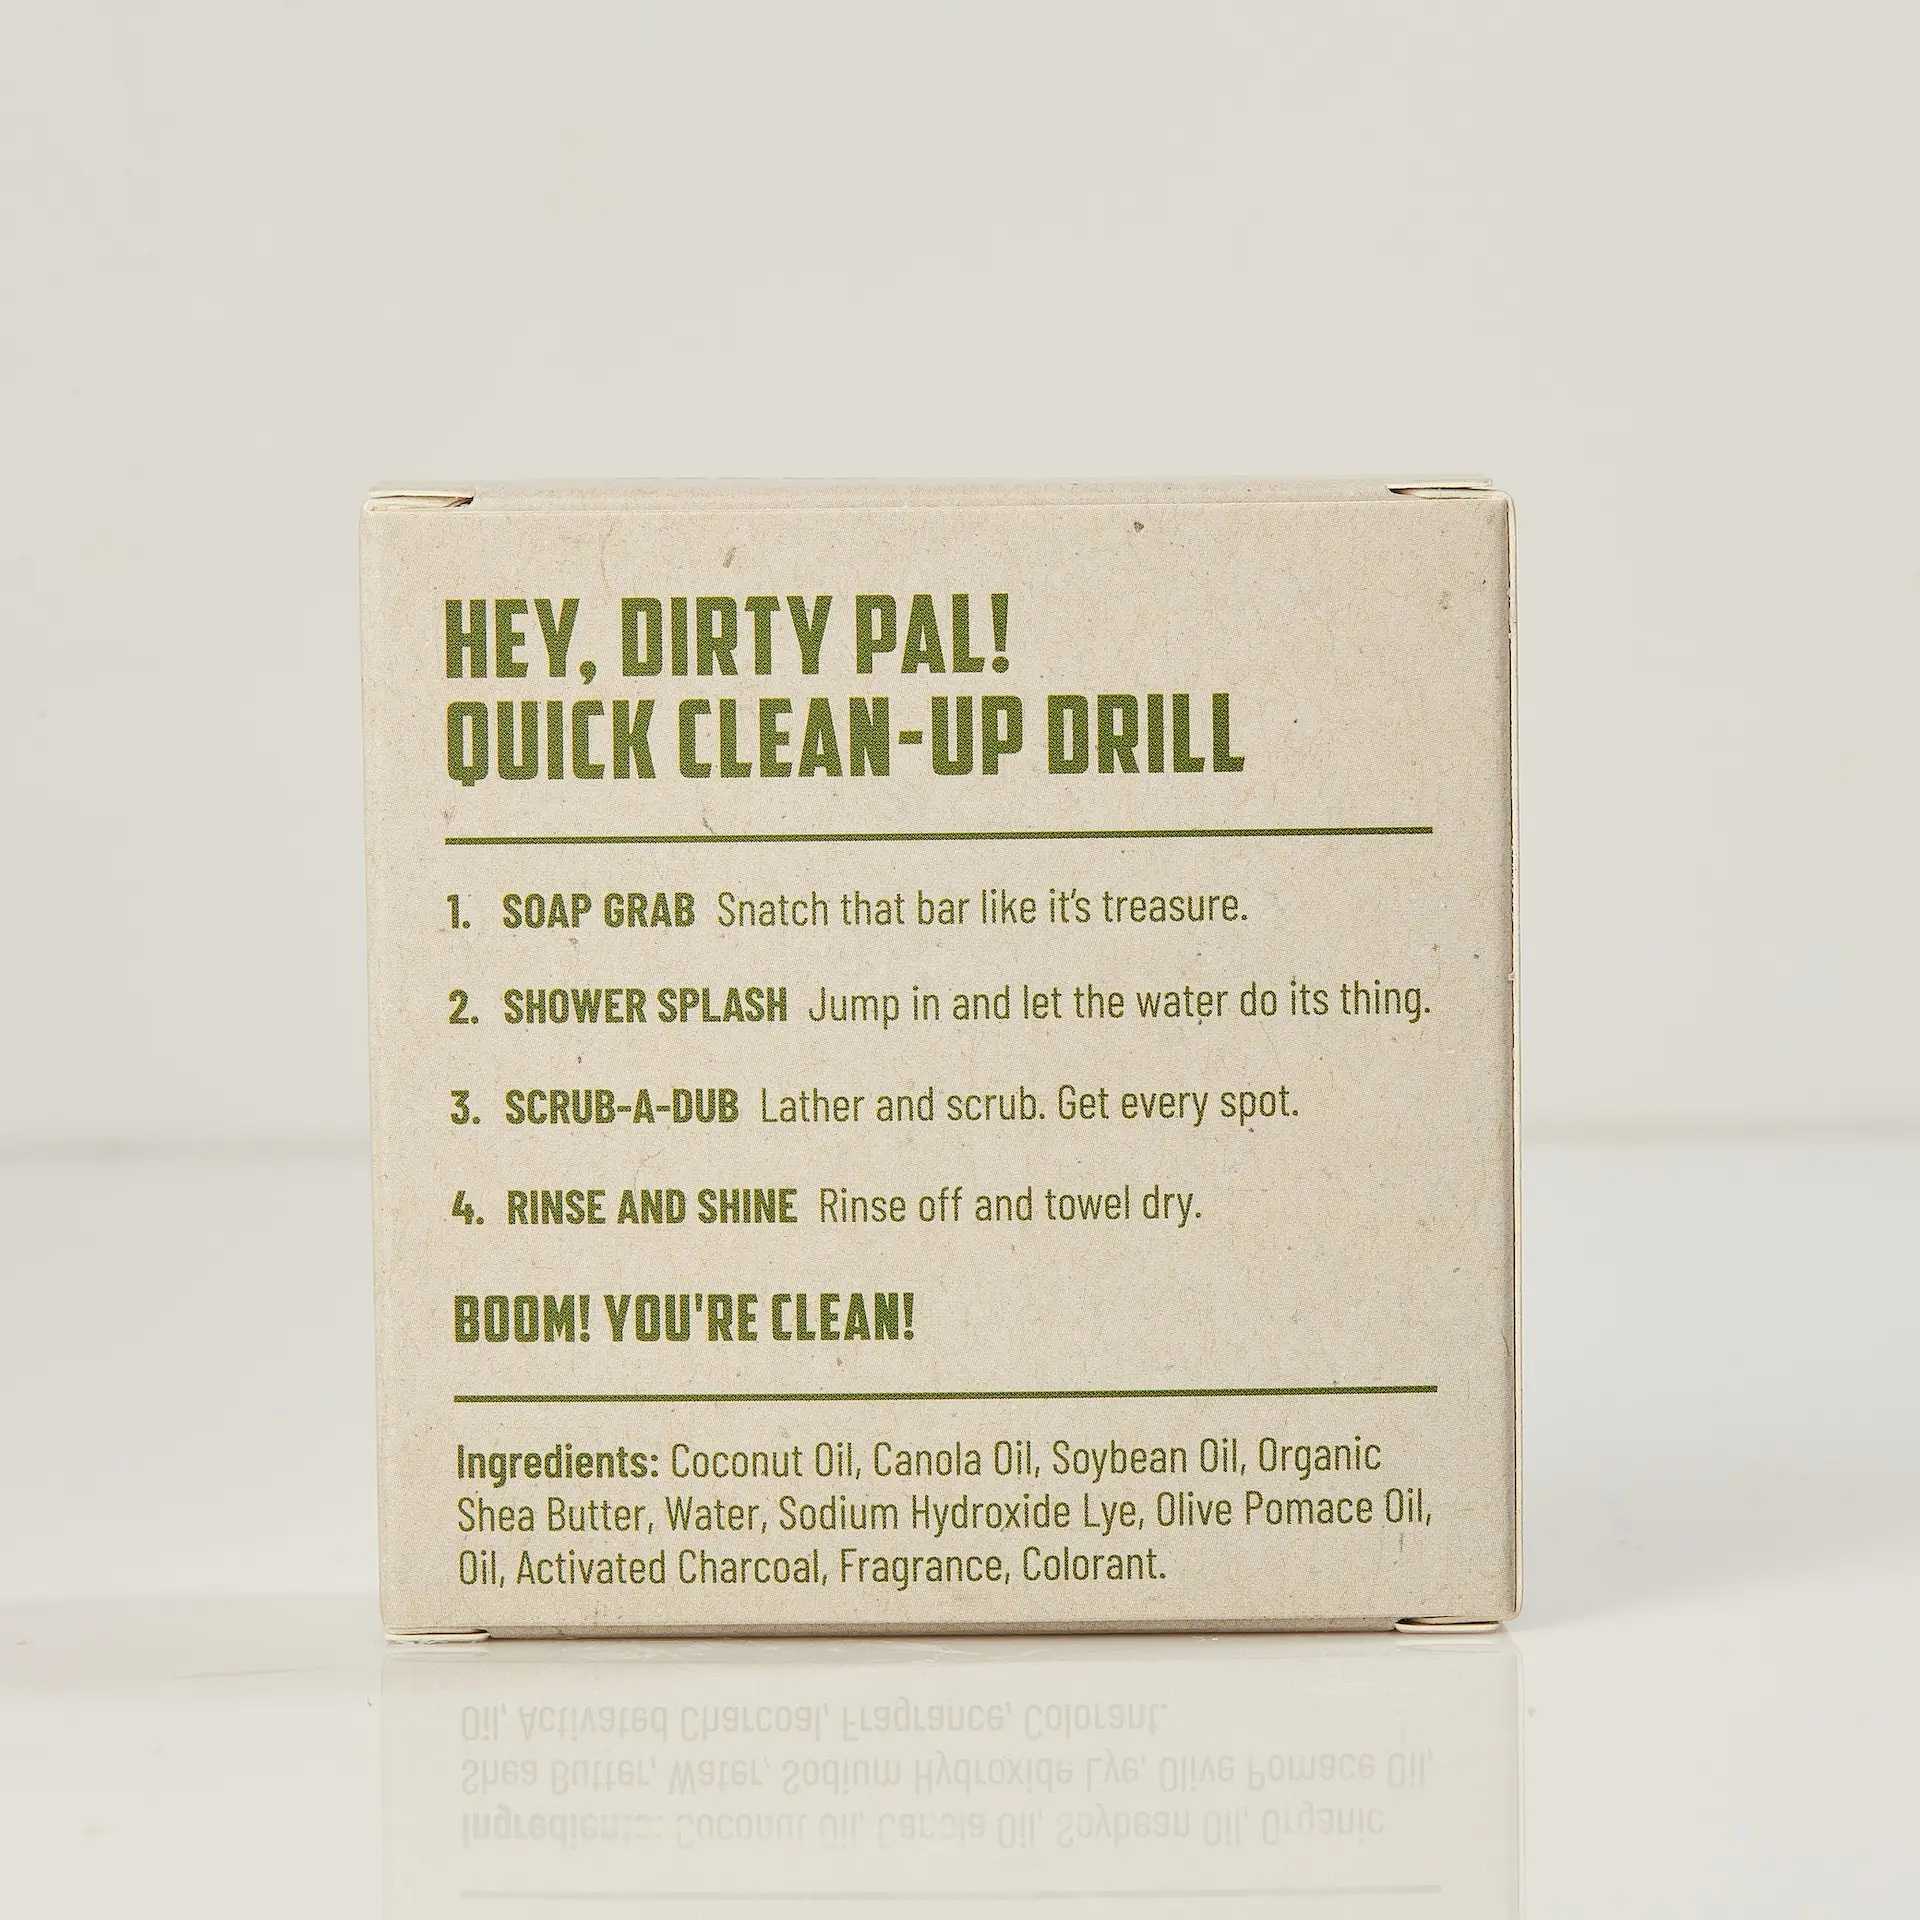 HEY, DIRTY PAL!
QUICK CLEAN-UP DRILL
1. SOAP GRAB Snatch that bar like it's treasure.
2. SHOWER SPLASH Jump in and let the water do its thing.
3. SCRUB-A-DUB Lather and scrub. Get every spot.
4. RINSE AND SHINE Rinse off and towel dry.
BOOM! YOU'RE CLEAN!
Ingredients: Coconut Oil, Canola Oil, Soybean Oil, Organic
Shea Butter, Water, Sodium Hydroxide Lye, Olive Pomace Oil,
Oil, Activated Charcoal, Fragrance, Colorant.